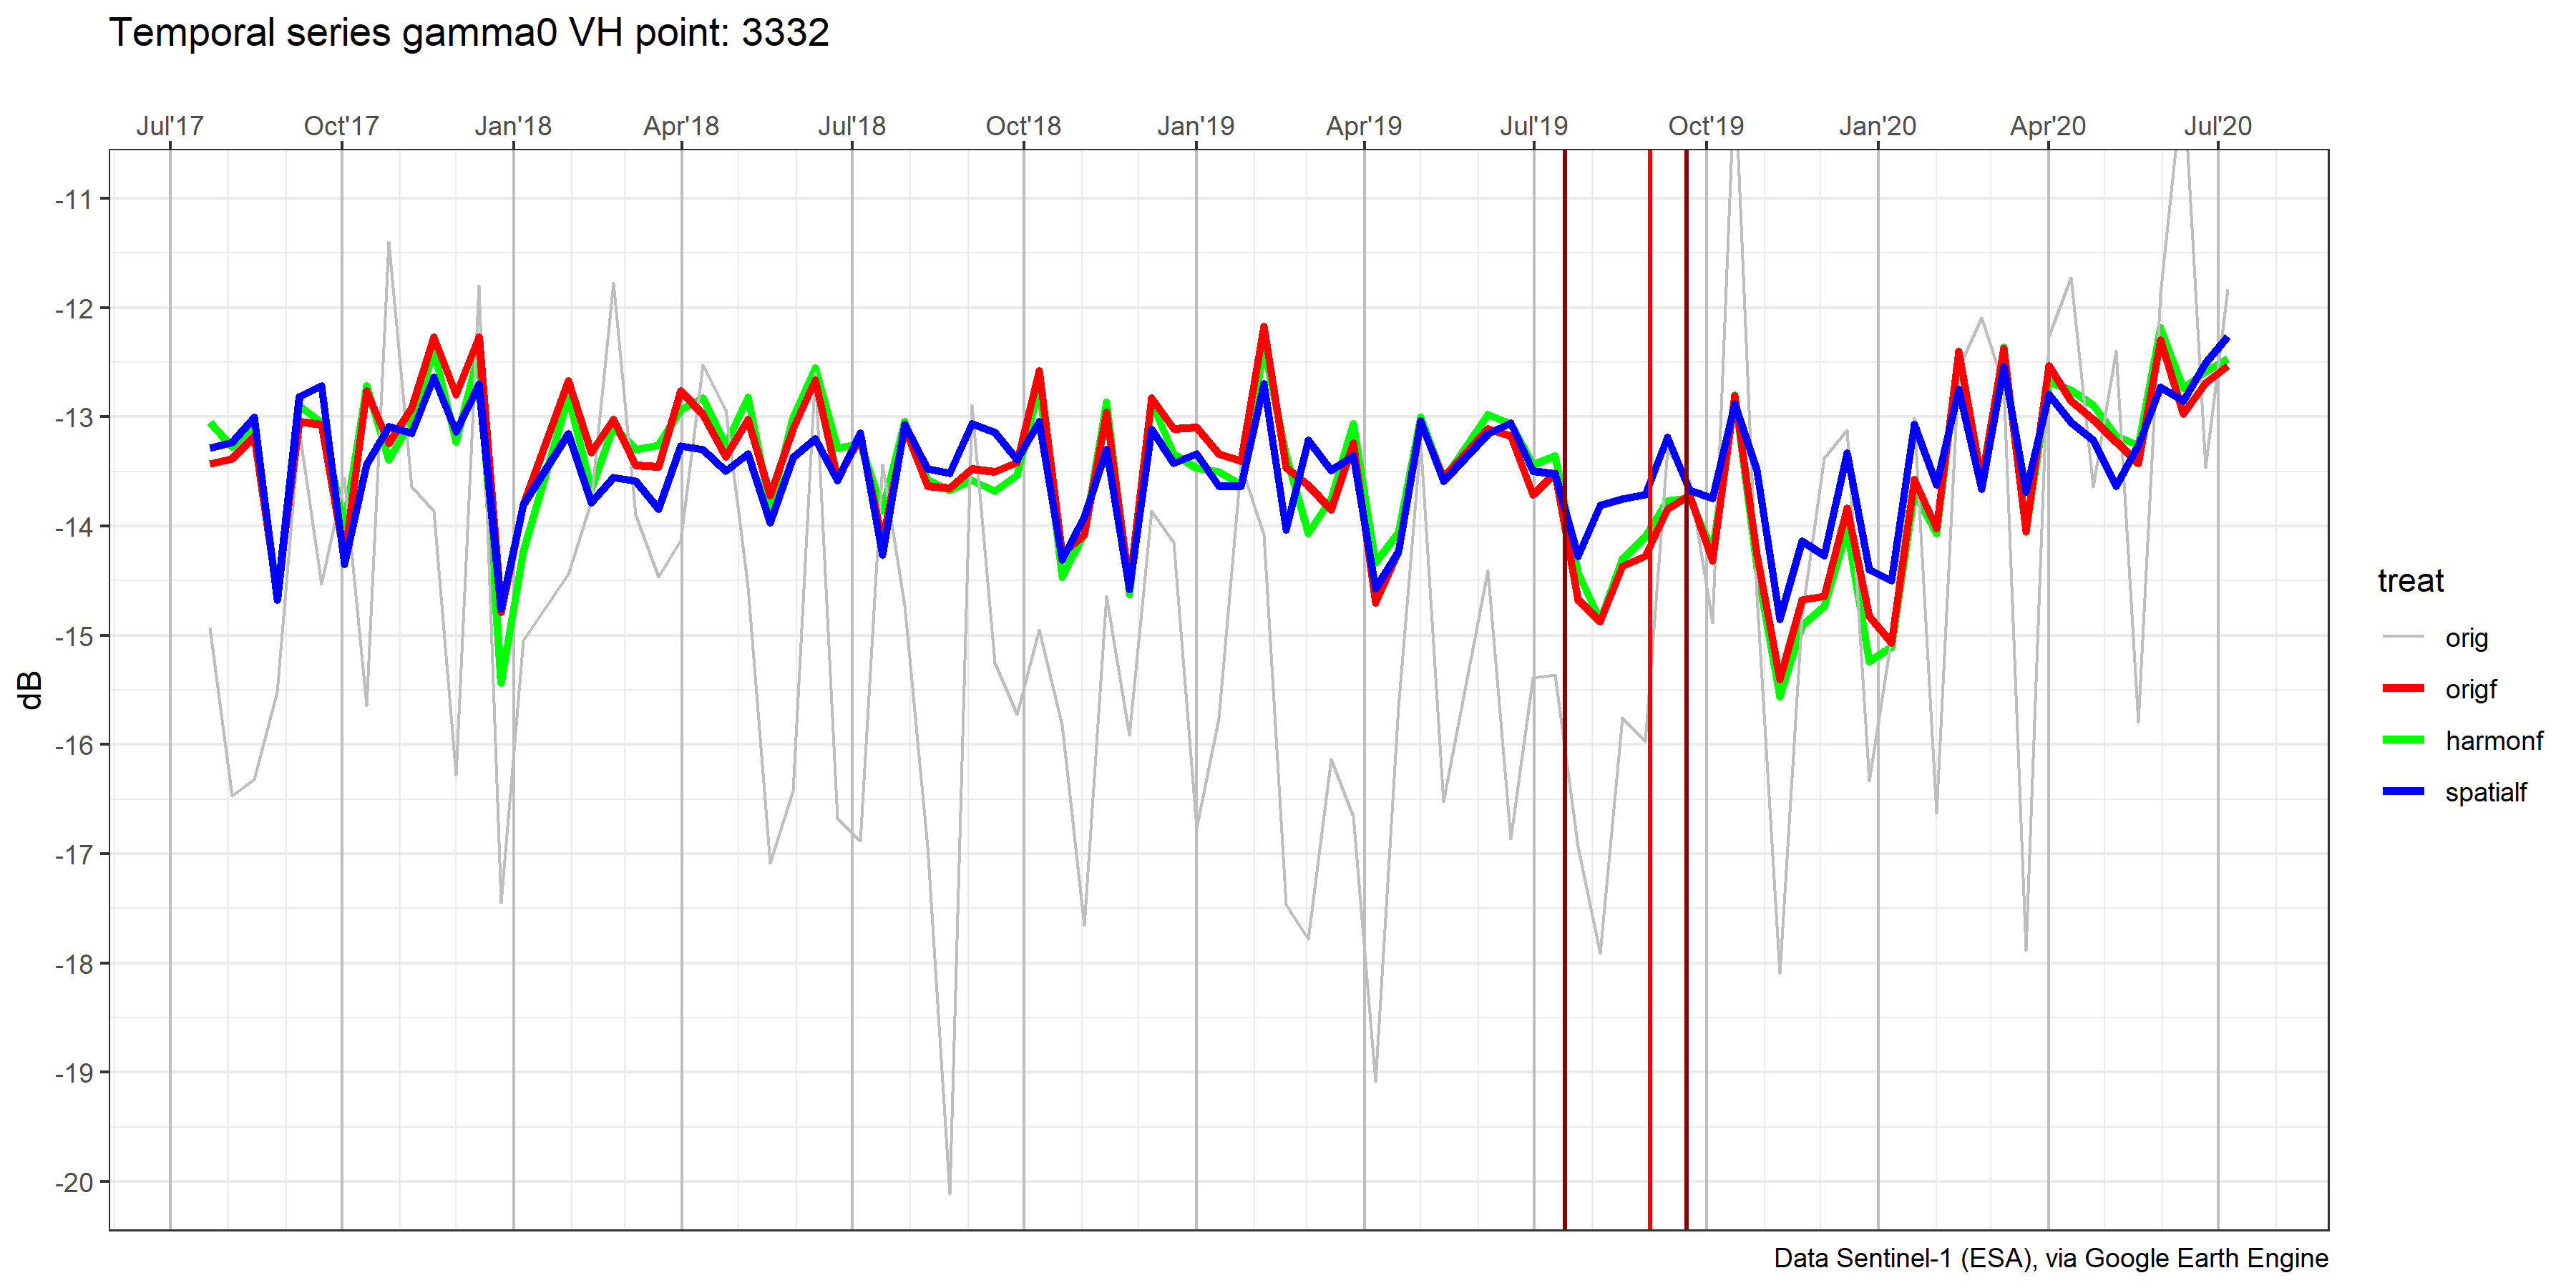 Temporal series gamma0 VH point: 3332
Jul'17 Oct'17 Jan'18 Apr'18 Jul'18 Oct'18 Jan'19 Apr'19 Jul'19 Oct'19 Jan'20 Apr'20 Jul'20
-11
-12
-13
-14
-15
-16
-17
-18
-19
-20
dB
treat
orig
origf
harmonf
spatialf
Data Sentinel-1 (ESA), via Google Earth Engine